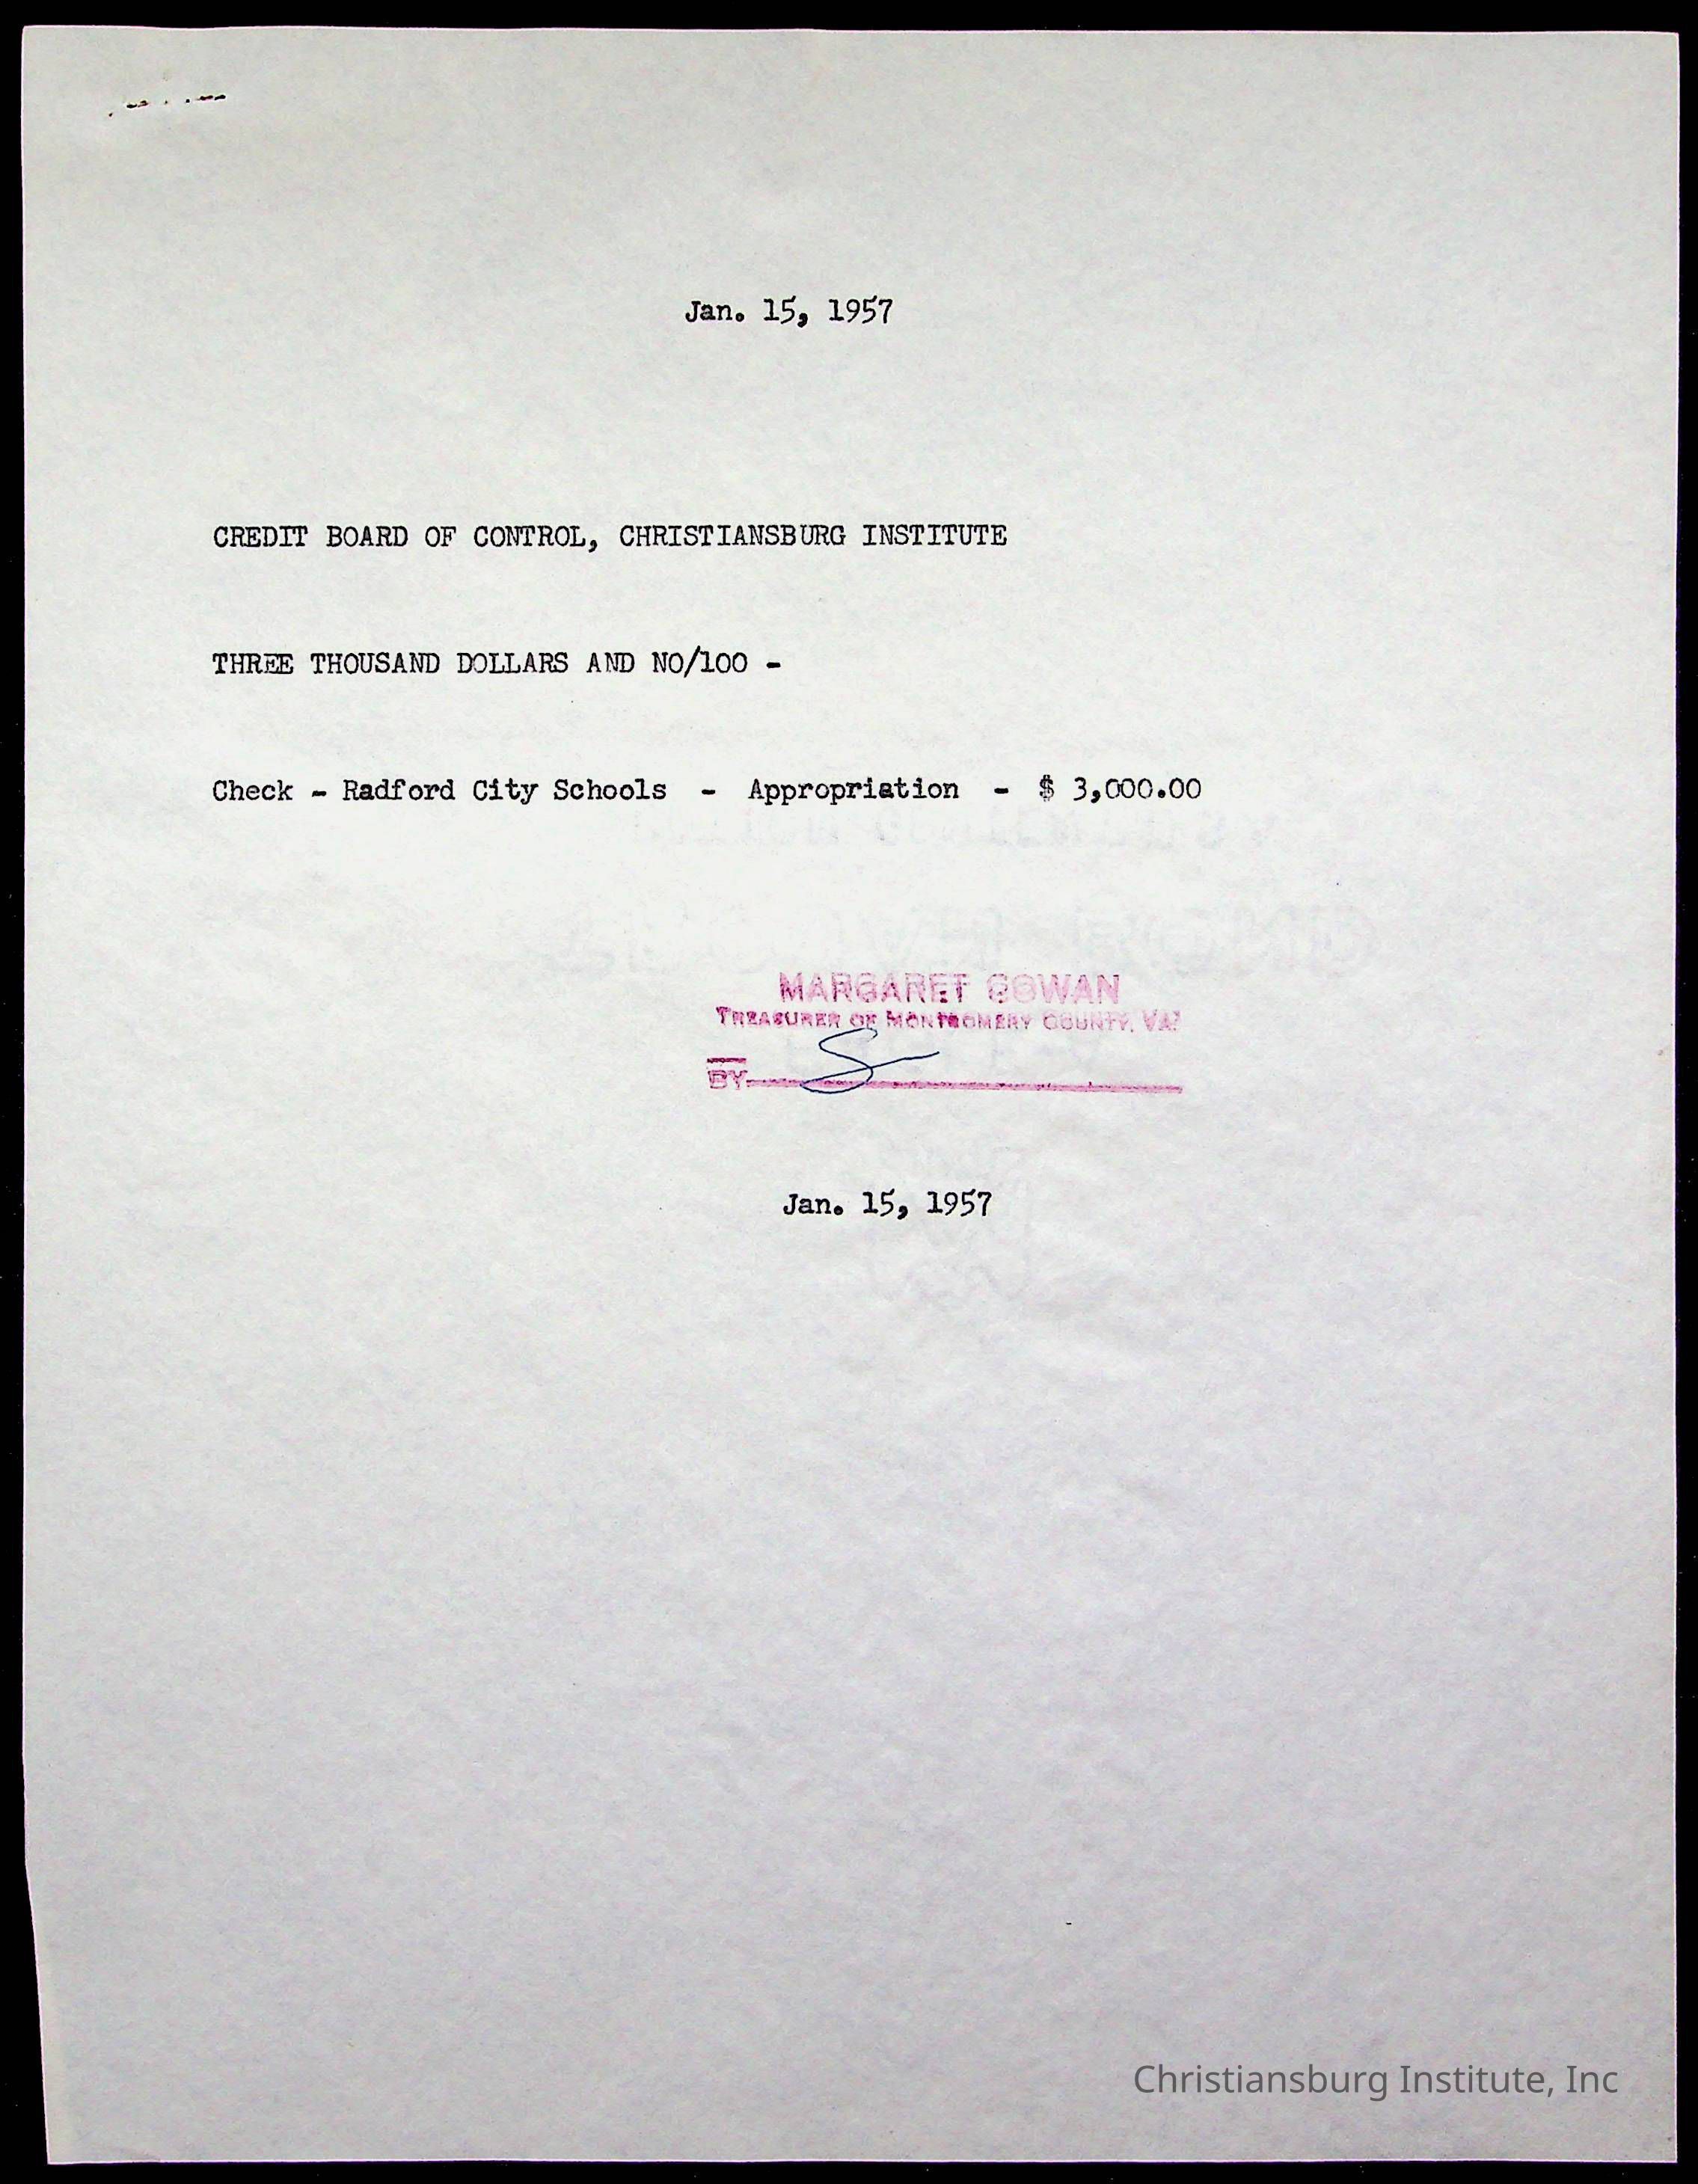 Jan. 15, 1957
CREDIT BOARD OF CONTROL, CHRISTIANSBURG INSTITUTE
THREE THOUSAND DOLLARS AND NO/100 -
Check - Radford City Schools - Appropriation - $ 3,000.00
MARGARET COWAN
TREASURER OF MONTGOMERY COUNTY, VA.
BY
Jan. 15, 1957
Christiansburg Institute, Inc